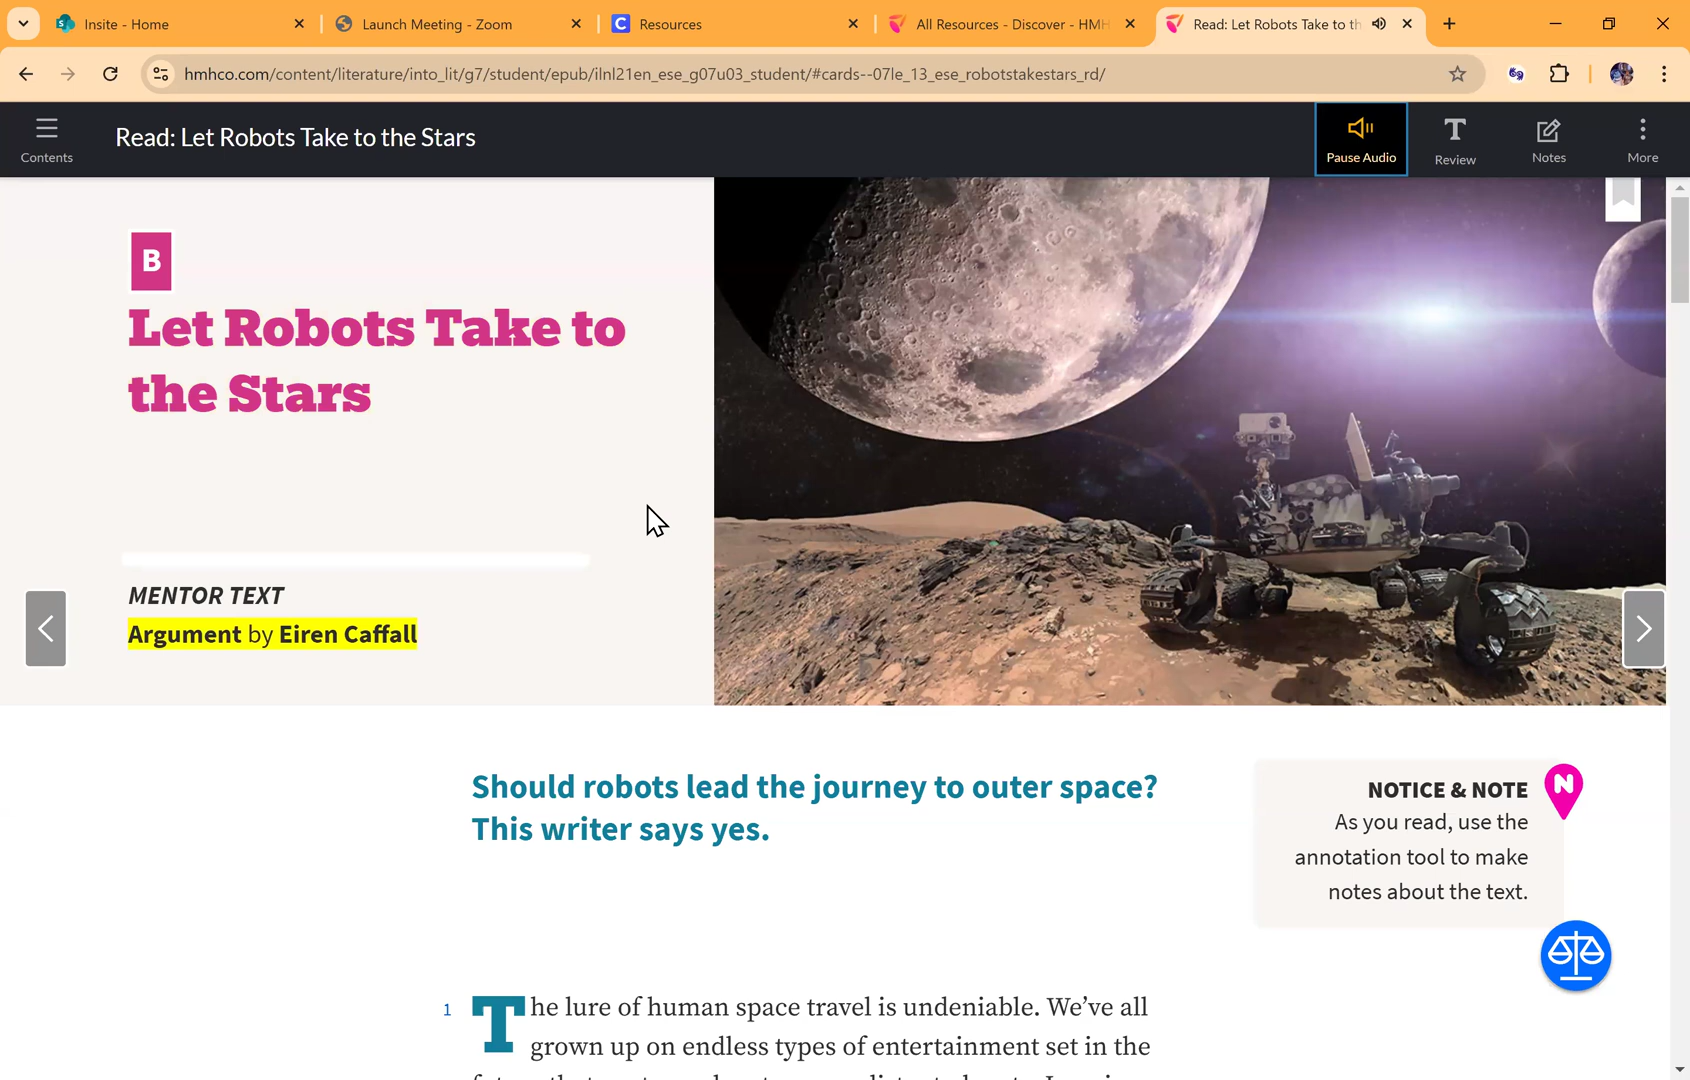 Insite - Home
Launch Meeting - Zoom
C Resources
All Resources - Discover - HMH
Read: Let Robots Take to th
hmhco.com/content/literature/into_lit/g7/student/epub/ilnl21en_ese_g07u03_student/#cards--07le_13_ese_robotstakestars_rd/
Contents
Read: Let Robots Take to the Stars
Pause Audio
T
Review
Notes
More
B
Let Robots Take to
the Stars
MENTOR TEXT
Argument by Eiren Caffall
Should robots lead the journey to outer space?
This writer says yes.
N
NOTICE & NOTE
As you read, use the
annotation tool to make
notes about the text.
1 The lure of human space travel is undeniable. We’ve all
grown up on endless types of entertainment set in the